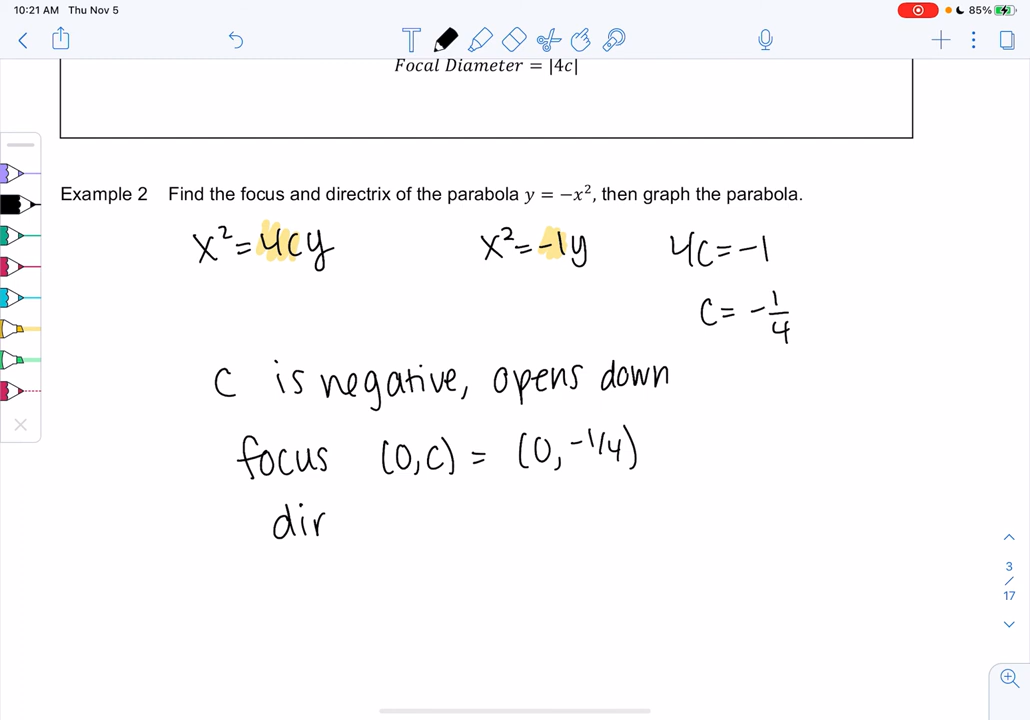 10:21 AM Thu Nov 5
85%
Focal Diameter = |4c|
Example 2 Find the focus and directrix of the parabola y = −x², then graph the parabola.
x² = 4cy x² = -1y 4c = -1
c = -1/4
c is negative, opens down
focus (0,c) = (0, -1/4)
dir
3
/
17